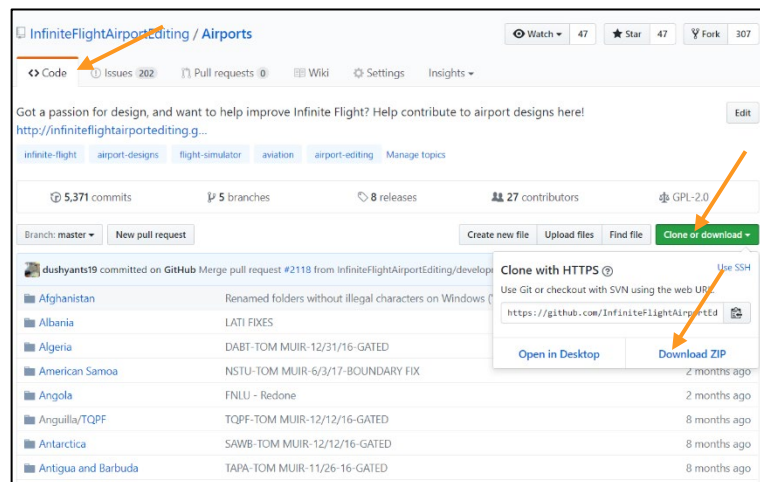 InfiniteFlightAirportEditing / Airports
Watch 47 Star 47 Fork 307
Code Issues 202 Pull requests 0 Wiki Settings Insights
Got a passion for design, and want to help improve Infinite Flight? Help contribute to airport designs here! Edit
http://infiniteflightairportediting.g...
infinite-flight airport-designs flight-simulator aviation airport-editing Manage topics
5,371 commits 5 branches 8 releases 27 contributors GPL-2.0
Branch: master New pull request Create new file Upload files Find file Clone or download
dushyants19 committed on GitHub Merge pull request #2118 from InfiniteFlightAirportEditing/develop
Clone with HTTPS Use SSH
Use Git or checkout with SVN using the web URL.
https://github.com/InfiniteFlightAirportEd
Open in Desktop Download ZIP
Afghanistan Renamed folders without illegal characters on Windows
Albania LATI FIXES
Algeria DABT-TOM MUIR-12/31/16-GATED
American Samoa NSTU-TOM MUIR-6/3/17-BOUNDARY FIX 2 months ago
Angola FNLU - Redone 2 months ago
Anguilla/TQPF TQPF-TOM MUIR-12/12/16-GATED 8 months ago
Antarctica SAWB-TOM MUIR-12/12/16-GATED 8 months ago
Antigua and Barbuda TAPA-TOM MUIR-11/26-16-GATED 8 months ago